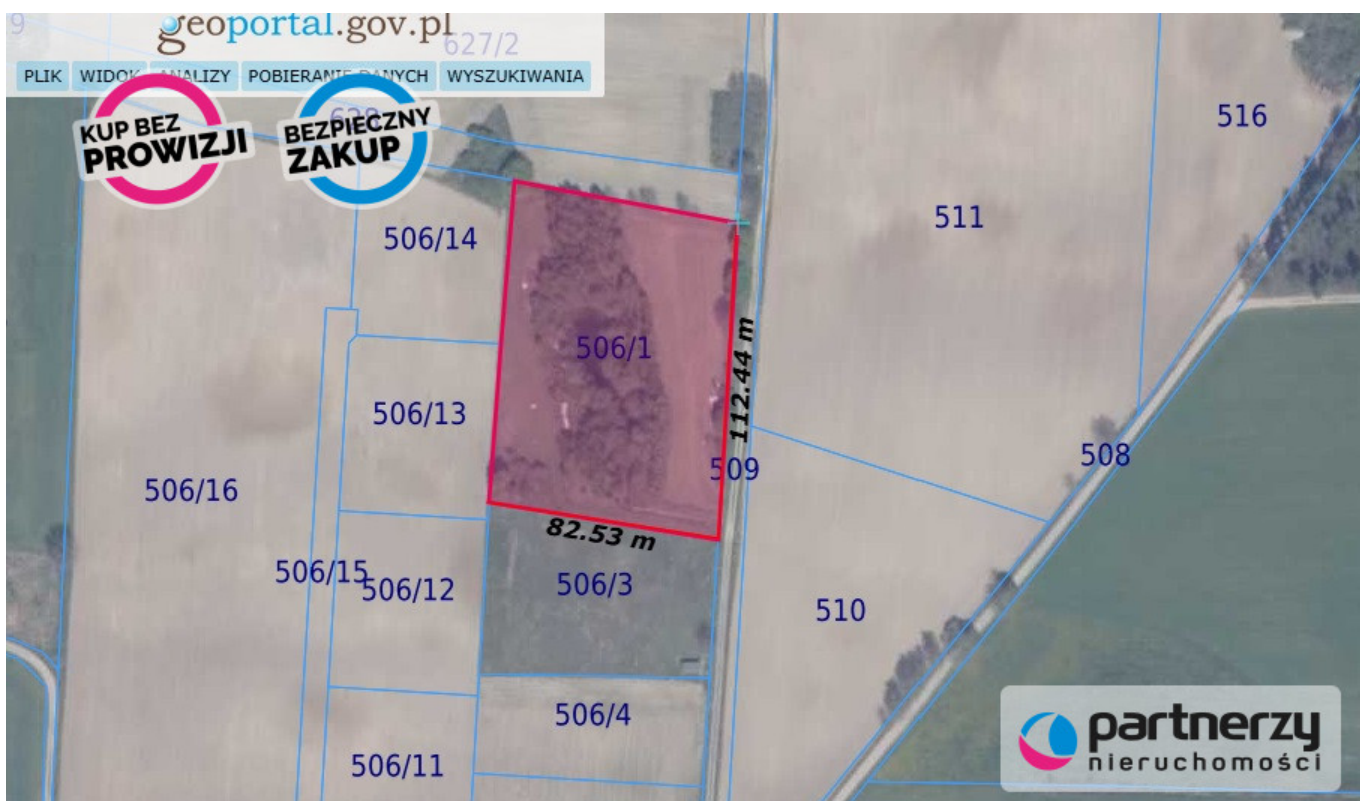 9
geoportal.gov.pl
627/2
PLIK WIDOK ANALIZY POBIERANIE DANYCH WYSZUKIWANIA
KUP BEZ
PROWIZJI
BEZPIECZNY
ZAKUP
516
506/14
511
506/1
112.44 m
506/13
509
508
506/16
82.53 m
506/15
506/12
506/3
510
506/4
506/11
partnerzy
nieruchomości